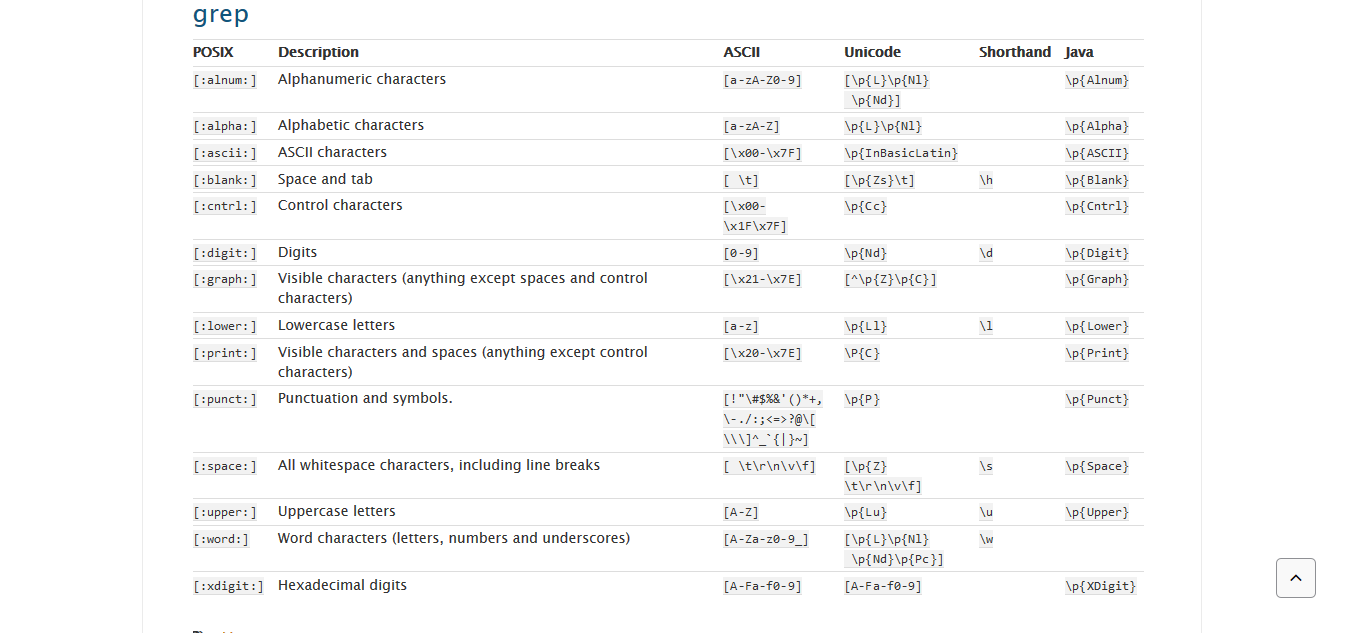 grep
POSIX Description ASCII Unicode Shorthand Java
[:alnum:] Alphanumeric characters [a-zA-Z0-9] [\p{L}\p{Nl} \p{Alnum}
\p{Nd}]
[:alpha:] Alphabetic characters [a-zA-Z] \p{L}\p{Nl} \p{Alpha}
[:ascii:] ASCII characters [\x00-\x7F] \p{InBasicLatin} \p{ASCII}
[:blank:] Space and tab [ \t] [\p{Zs}\t] \h \p{Blank}
[:cntrl:] Control characters [\x00- \p{Cc} \p{Cntrl}
\x1F\x7F]
[:digit:] Digits [0-9] \p{Nd} \d \p{Digit}
[:graph:] Visible characters (anything except spaces and control [\x21-\x7E] [^\p{Z}\p{C}] \p{Graph}
characters)
[:lower:] Lowercase letters [a-z] \p{Ll} \l \p{Lower}
[:print:] Visible characters and spaces (anything except control [\x20-\x7E] \P{C} \p{Print}
characters)
[:punct:] Punctuation and symbols. [!"\#$%&'()*+, \p{P} \p{Punct}
\-./:;<=>?@\[
\\\]^_`{|}~]
[:space:] All whitespace characters, including line breaks [ \t\r\n\v\f] [\p{Z} \s \p{Space}
\t\r\n\v\f]
[:upper:] Uppercase letters [A-Z] \p{Lu} \u \p{Upper}
[:word:] Word characters (letters, numbers and underscores) [A-Za-z0-9_] [\p{L}\p{Nl} \w
\p{Nd}\p{Pc}]
[:xdigit:] Hexadecimal digits [A-Fa-f0-9] [A-Fa-f0-9] \p{XDigit}